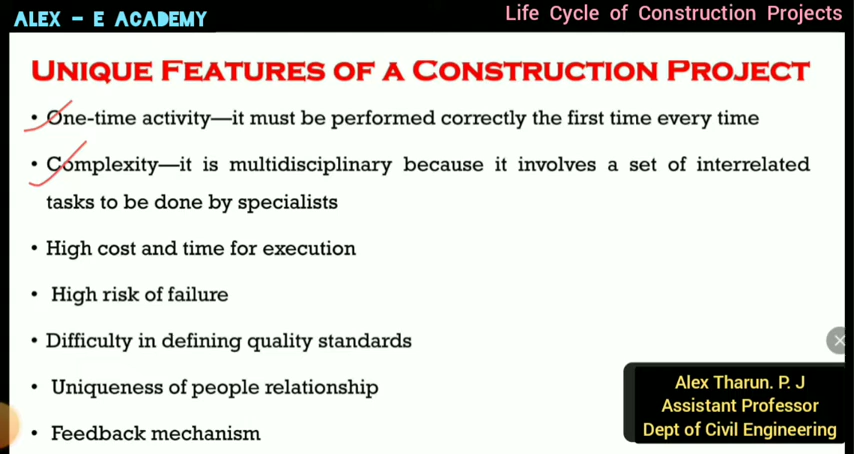 ALEX - E ACADEMY
Life Cycle of Construction Projects
UNIQUE FEATURES OF A CONSTRUCTION PROJECT
• One-time activity—it must be performed correctly the first time every time
• Complexity—it is multidisciplinary because it involves a set of interrelated
tasks to be done by specialists
• High cost and time for execution
• High risk of failure
• Difficulty in defining quality standards
• Uniqueness of people relationship
• Feedback mechanism
Alex Tharun. P. J
Assistant Professor
Dept of Civil Engineering